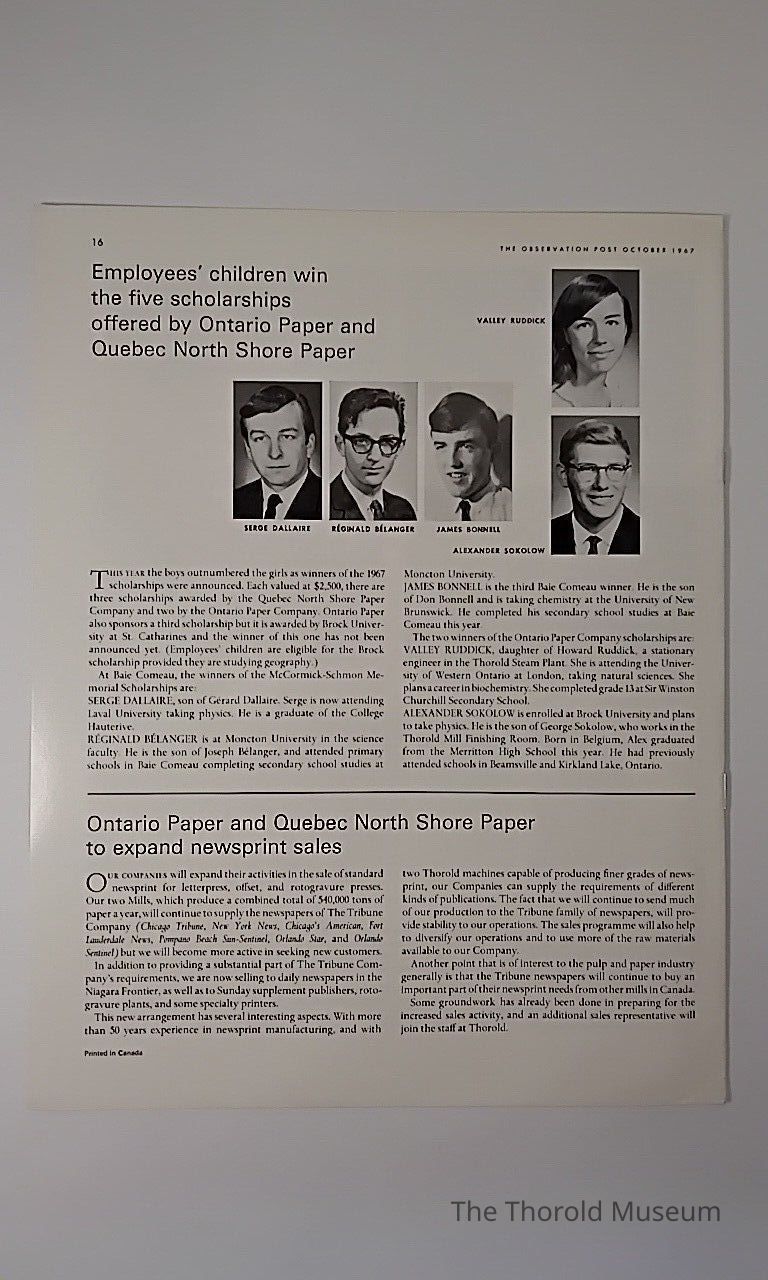 16
THE OBSERVATION POST OCTOBER 1967
Employees' children win
the five scholarships
offered by Ontario Paper and
Quebec North Shore Paper
VALLEY RUDDICK
SERGE DALLAIRE
RÉGINALD BÉLANGER
JAMES BONNELL
ALEXANDER SOKOLOW
THIS YEAR the boys outnumbered the girls as winners of the 1967
scholarships were announced. Each valued at $2,500, there are
three scholarships awarded by the Quebec North Shore Paper
Company and two by the Ontario Paper Company. Ontario Paper
also sponsors a third scholarship but it is awarded by Brock Univer-
sity at St. Catharines and the winner of this one has not been
announced yet. (Employees' children are eligible for the Brock
scholarship provided they are studying geography.)
At Baie Comeau, the winners of the McCormick-Schmon Me-
morial Scholarships are:
SERGE DALLAIRE, son of Gérard Dallaire. Serge is now attending
Laval University taking physics. He is a graduate of the College
Hauterive.
RÉGINALD BÉLANGER is at Moncton University in the science
faculty. He is the son of Joseph Bélanger, and attended primary
schools in Baie Comeau completing secondary school studies at
Moncton University.
JAMES BONNELL is the third Baie Comeau winner. He is the son
of Don Bonnell and is taking chemistry at the University of New
Brunswick. He completed his secondary school studies at Baie
Comeau this year.
The two winners of the Ontario Paper Company scholarships are:
VALLEY RUDDICK, daughter of Howard Ruddick, a stationary
engineer in the Thorold Steam Plant. She is attending the Univer-
sity of Western Ontario at London, taking natural sciences. She
plans a career in biochemistry. She completed grade 13 at Sir Winston
Churchill Secondary School.
ALEXANDER SOKOLOW is enrolled at Brock University and plans
to take physics. He is the son of George Sokolow, who works in the
Thorold Mill Finishing Room. Born in Belgium, Alex graduated
from the Merritton High School this year. He had previously
attended schools in Beamsville and Kirkland Lake, Ontario.
Ontario Paper and Quebec North Shore Paper
to expand newsprint sales
OUR COMPANIES will expand their activities in the sale of standard
newsprint for letterpress, offset, and rotogravure presses.
Our two Mills, which produce a combined total of 540,000 tons of
paper a year, will continue to supply the newspapers of The Tribune
Company (Chicago Tribune, New York News, Chicago's American, Fort
Lauderdale News, Pompano Beach Sun-Sentinel, Orlando Star, and Orlando
Sentinel) but we will become more active in seeking new customers.
In addition to providing a substantial part of The Tribune Com-
pany's requirements, we are now selling to daily newspapers in the
Niagara Frontier, as well as to Sunday supplement publishers, roto-
gravure plants, and some specialty printers.
This new arrangement has several interesting aspects. With more
than 50 years experience in newsprint manufacturing, and with
two Thorold machines capable of producing finer grades of news-
print, our Companies can supply the requirements of different
kinds of publications. The fact that we will continue to send much
of our production to the Tribune family of newspapers, will pro-
vide stability to our operations. The sales programme will also help
to diversify our operations and to use more of the raw materials
available to our Company.
Another point that is of interest to the pulp and paper industry
generally is that the Tribune newspapers will continue to buy an
important part of their newsprint needs from other mills in Canada.
Some groundwork has already been done in preparing for the
increased sales activity, and an additional sales representative will
join the staff at Thorold.
Printed in Canada
The Thorold Museum